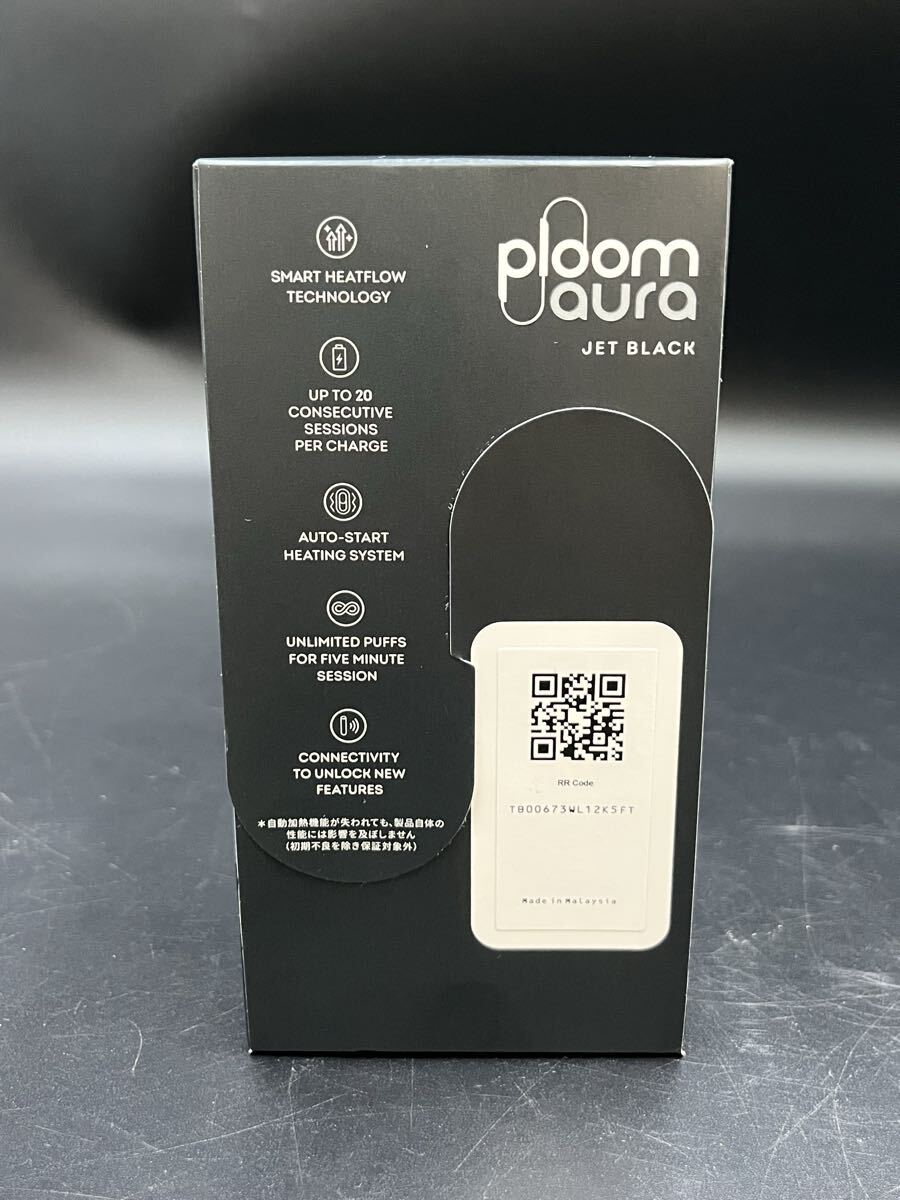 SMART HEATFLOW
TECHNOLOGY
UP TO 20
CONSECUTIVE
SESSIONS
PER CHARGE
AUTO-START
HEATING SYSTEM
UNLIMITED PUFFS
FOR FIVE MINUTE
SESSION
CONNECTIVITY
TO UNLOCK NEW
FEATURES
*自動加熱機能が失われても、製品自体の
性能には影響を及ぼしません
(初期不良を除き保証対象外)
ploom
aura
JET BLACK
RR Code
TB00673WL12K5FT
Made in Malaysia